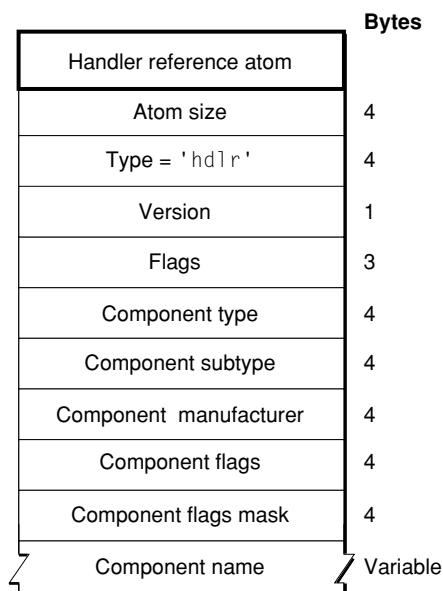 Bytes
Handler reference atom
Atom size 4
Type = 'hdlr' 4
Version 1
Flags 3
Component type 4
Component subtype 4
Component manufacturer 4
Component flags 4
Component flags mask 4
Component name Variable